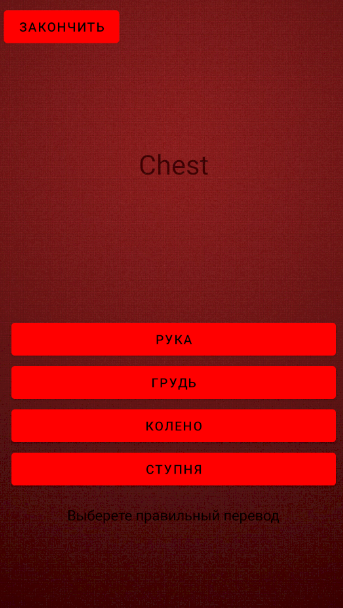 ЗАКОНЧИТЬ
Chest
РУКА
ГРУДЬ
КОЛЕНО
СТУПНЯ
Выберете правильный перевод